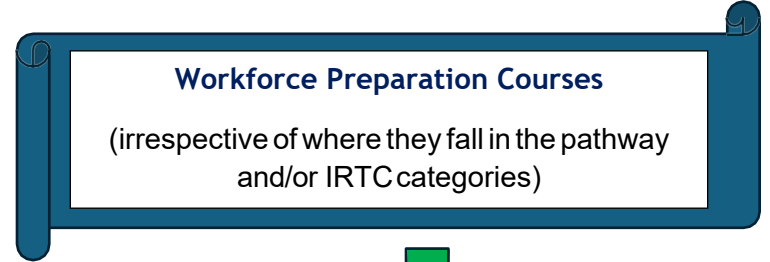 Workforce Preparation Courses
(irrespective of where they fall in the pathway
and/or IRTC categories)